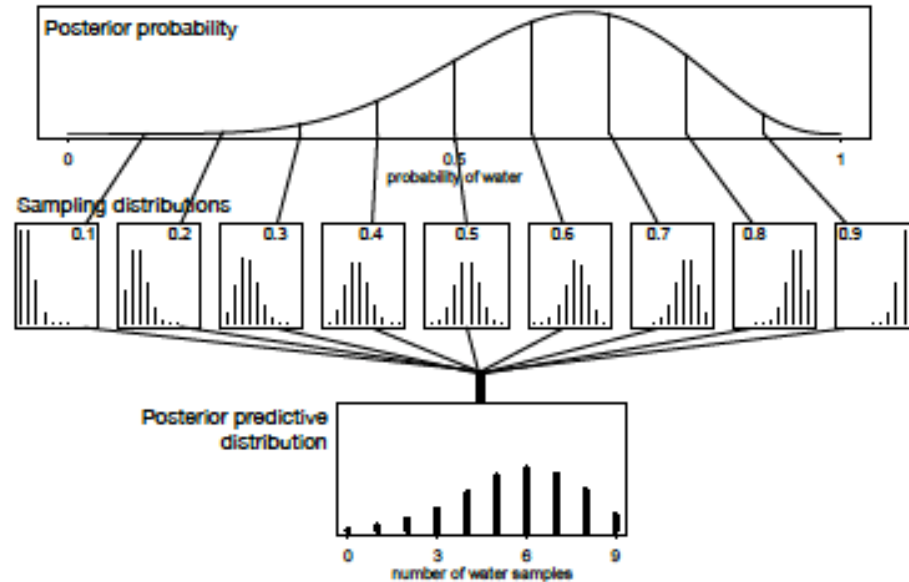 Posterior probability
0 0.5 1
probability of water
Sampling distributions
0.1 0.2 0.3 0.4 0.5 0.6 0.7 0.8 0.9
Posterior predictive
distribution
0 3 6 9
number of water samples